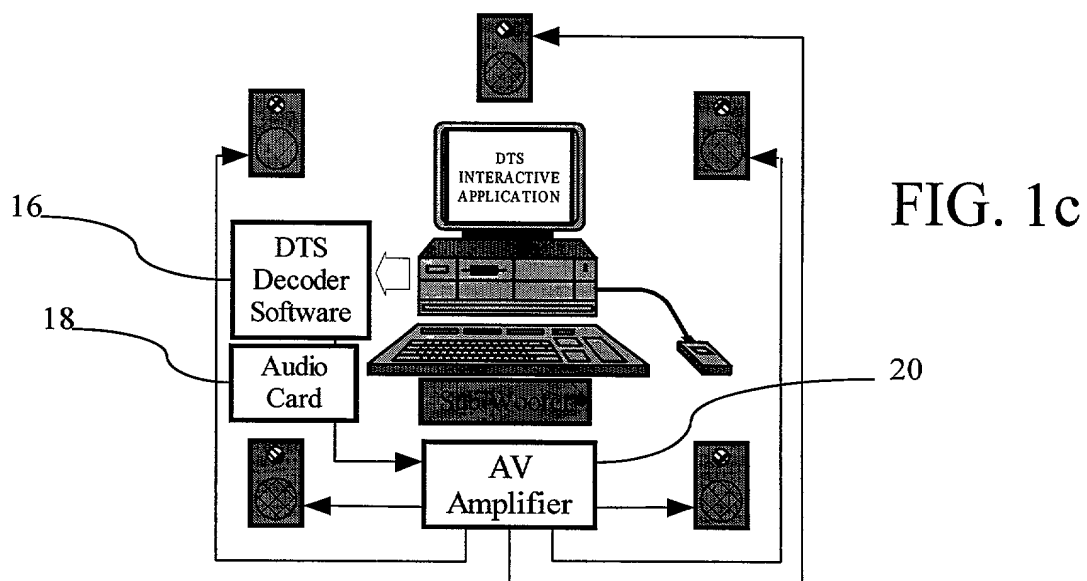 DTS
INTERACTIVE
APPLICATION
FIG. 1c
16
DTS
Decoder
Software
18
Audio
Card
20
AV
Amplifier